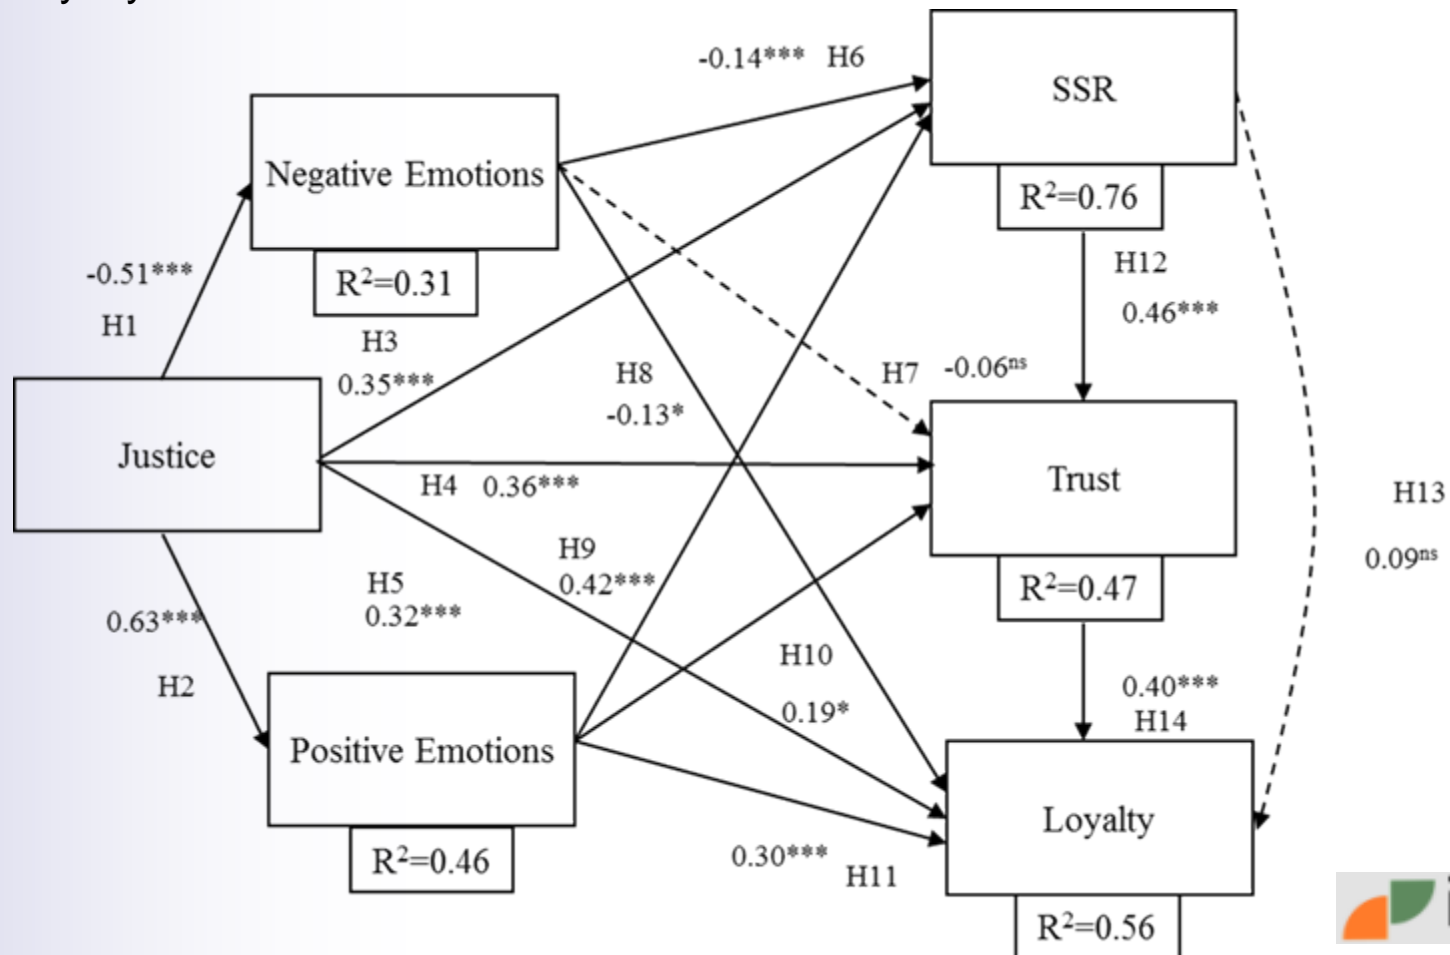 -0.14*** H6
SSR
Negative Emotions
R²=0.76
-0.51***
R²=0.31
H12
H1
0.46***
H3
0.35***
H8
H7 -0.06ns
-0.13*
Justice
H4 0.36***
Trust
H13
H9
0.09ns
H5
0.42***
R²=0.47
0.32***
0.63***
H10
H2
0.19*
0.40***
H14
Positive Emotions
Loyalty
R²=0.46
0.30***
H11
R²=0.56